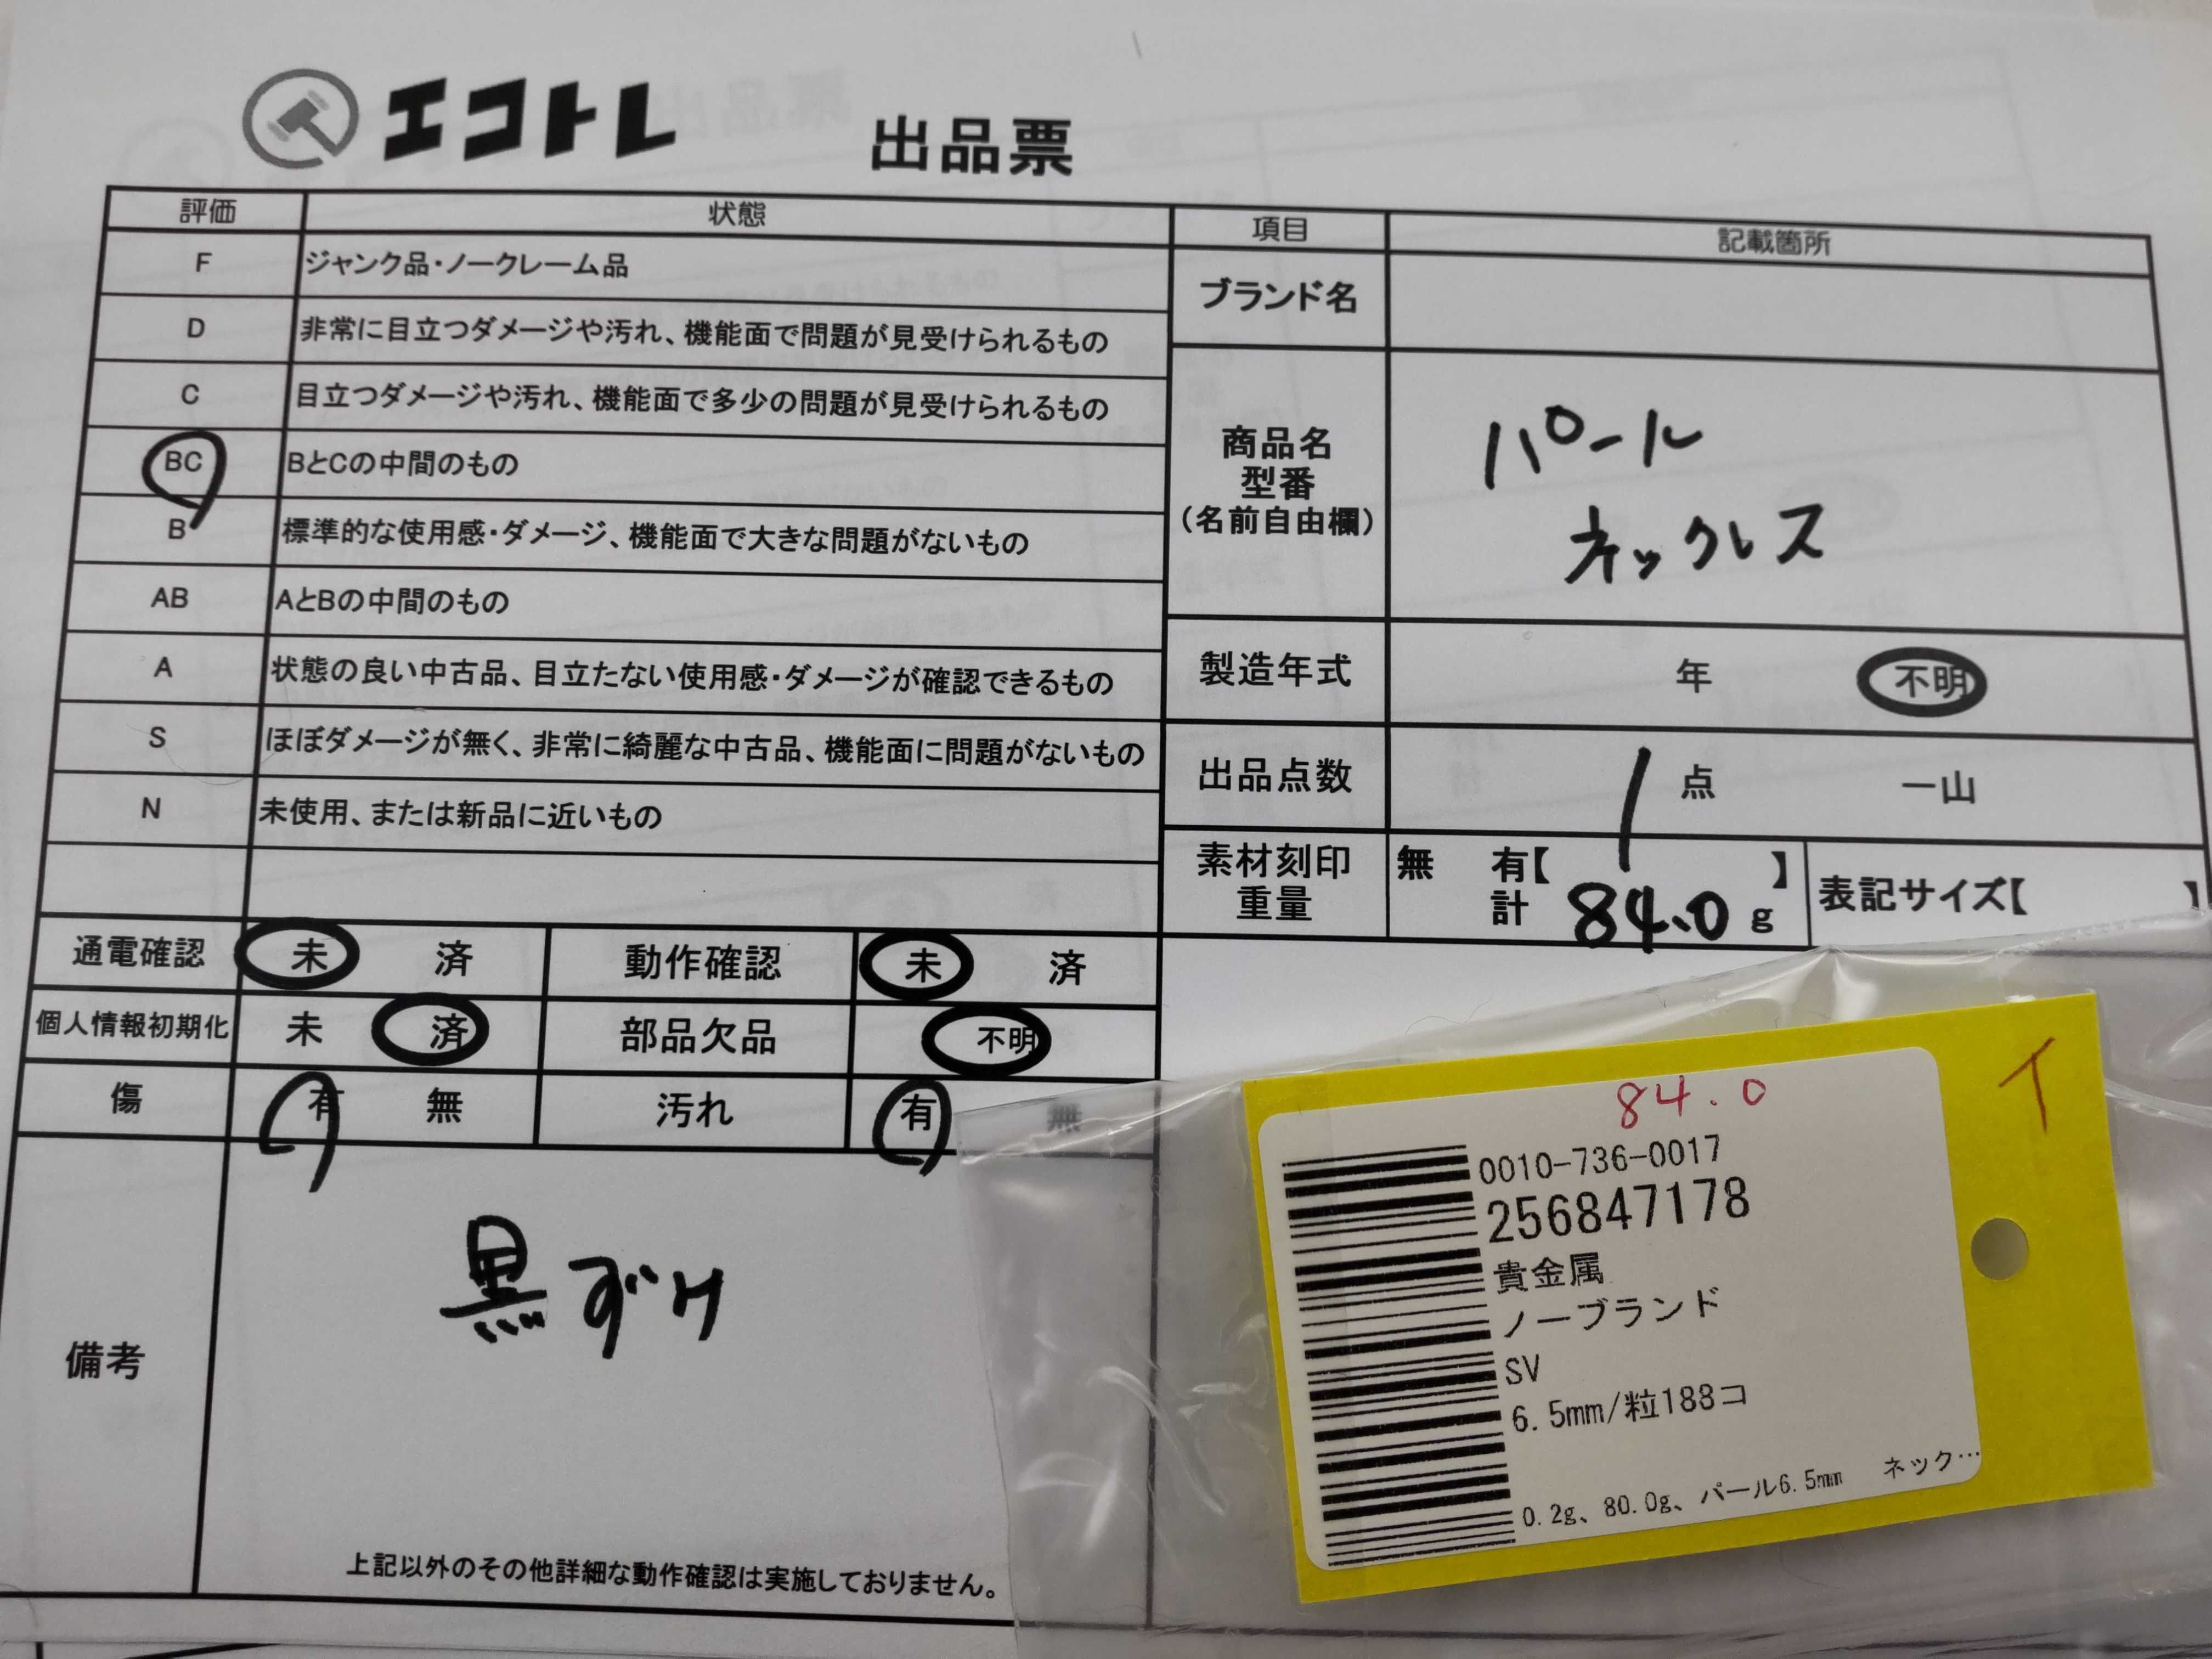 エコトレ 出品票
評価 状態
F ジャンク品・ノークレーム品
D 非常に目立つダメージや汚れ、機能面で問題が見受けられるもの
C 目立つダメージや汚れ、機能面で多少の問題が見受けられるもの
BC BとCの中間のもの
B 標準的な使用感・ダメージ、機能面で大きな問題がないもの
AB AとBの中間のもの
A 状態の良い中古品、目立たない使用感・ダメージが確認できるもの
S ほぼダメージが無く、非常に綺麗な中古品、機能面に問題がないもの
N 未使用、または新品に近いもの
項目 記載箇所
ブランド名
商品名
型番
(名前自由欄)
パール
ネックレス
製造年式 年 不明
出品点数 1 点 一山
素材刻印 無 有【 】
重量 計 84.0 g
表記サイズ【 】
通電確認 未 済 動作確認 未 済
個人情報初期化 未 済 部品欠品 不明
傷 有 無 汚れ 有 無
備考
黒ずけ
上記以外のその他詳細な動作確認は実施しておりません。
84.0
イ
0010-736-0017
256847178
貴金属
ノーブランド
SV
6.5mm/粒188コ
0.2g、80.0g、パール6.5mm ネック…